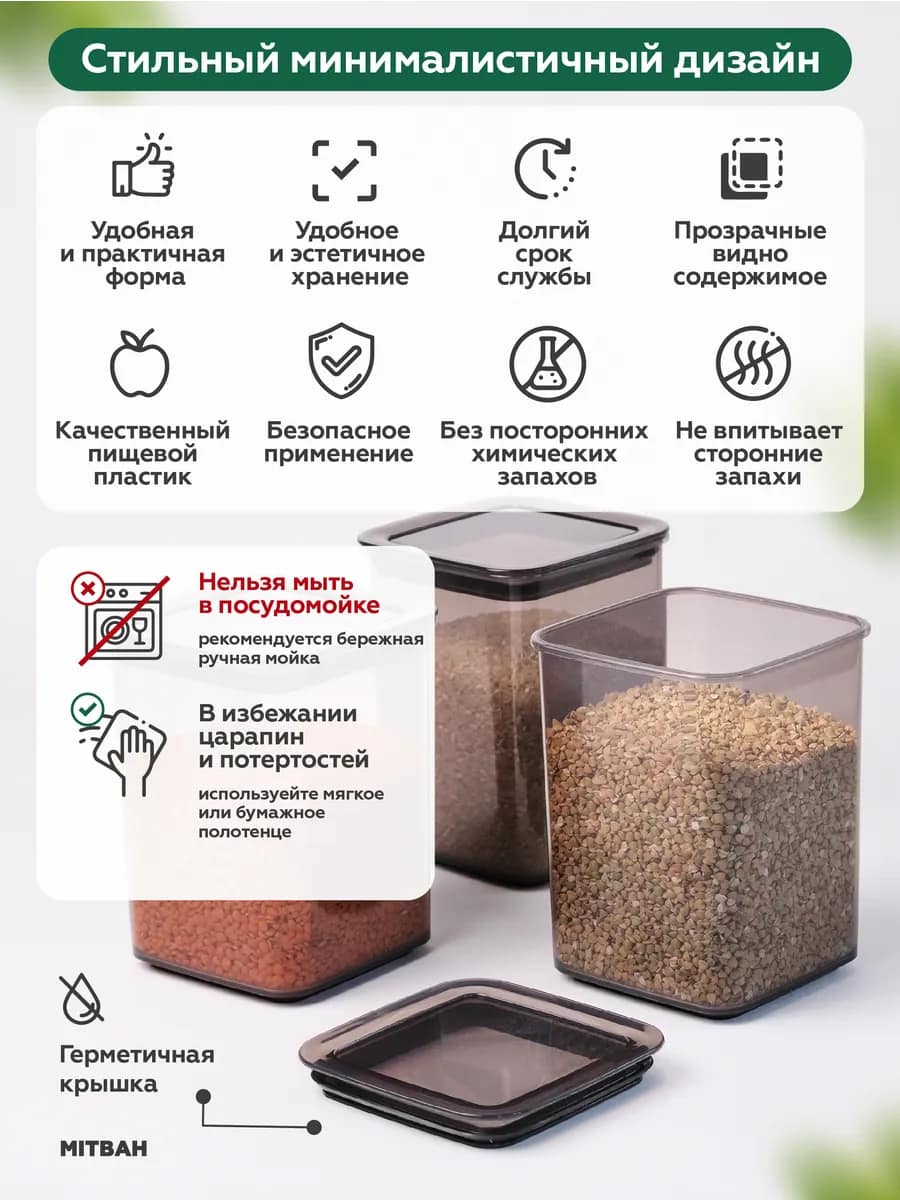 Стильный минималистичный дизайн
Удобная
и практичная
форма
Удобное
и эстетичное
хранение
Долгий
срок
службы
Прозрачные
видно
содержимое
Качественный
пищевой
пластик
Безопасное
применение
Без посторонних
химических
запахов
Не впитывает
сторонние
запахи
Нельзя мыть
в посудомойке
рекомендуется бережная
ручная мойка
В избежании
царапин
и потертостей
используйте мягкое
или бумажное
полотенце
Герметичная
крышка
МІТВАН